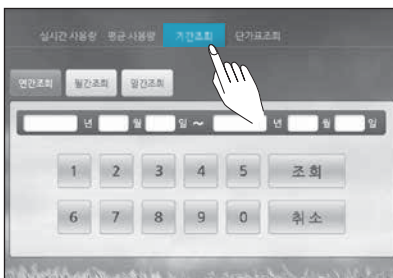 실시간 사용량 평균 사용량 기간조회 단가표조회
연간조회 월간조회 일간조회
년 월 일 ~ 년 월 일
1 2 3 4 5 조회
6 7 8 9 0 취소